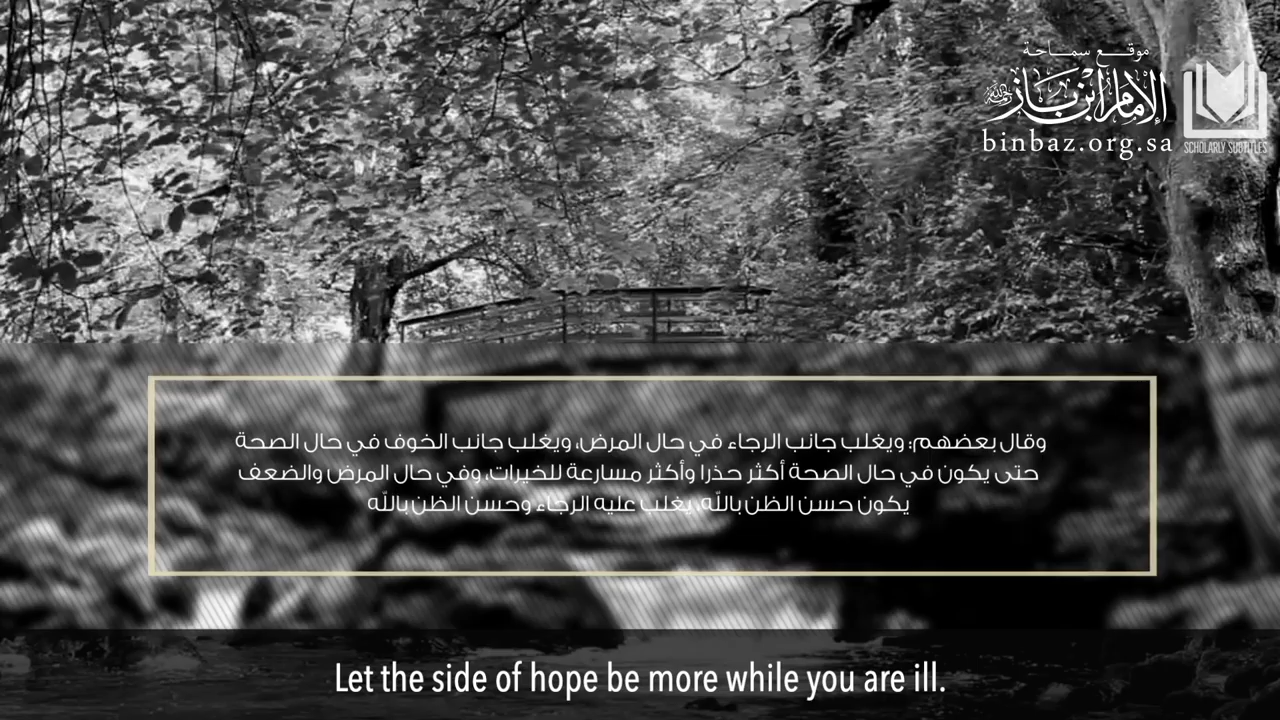 موقع سماحة
الإمام ابن باز
binbaz.org.sa
SCHOLARLY SUBTITLES
وقال بعضهم: ويغلب جانب الرجاء في حال المرض، ويغلب جانب الخوف في حال الصحة
حتى يكون في حال الصحة أكثر حذرا وأكثر مسارعة للخيرات، وفي حال المرض والضعف
يكون حسن الظن بالله، يغلب عليه الرجاء وحسن الظن بالله
Let the side of hope be more while you are ill.